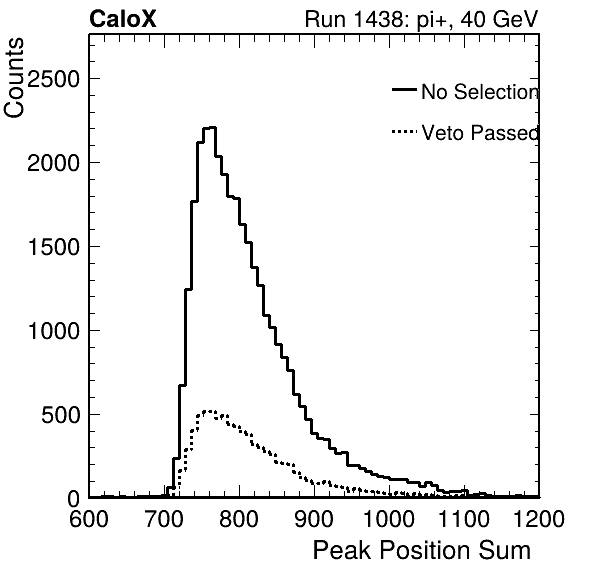 CaloX Run 1438: pi+, 40 GeV
Counts
No Selection
Veto Passed
2500
2000
1500
1000
500
0
600 700 800 900 1000 1100 1200
Peak Position Sum